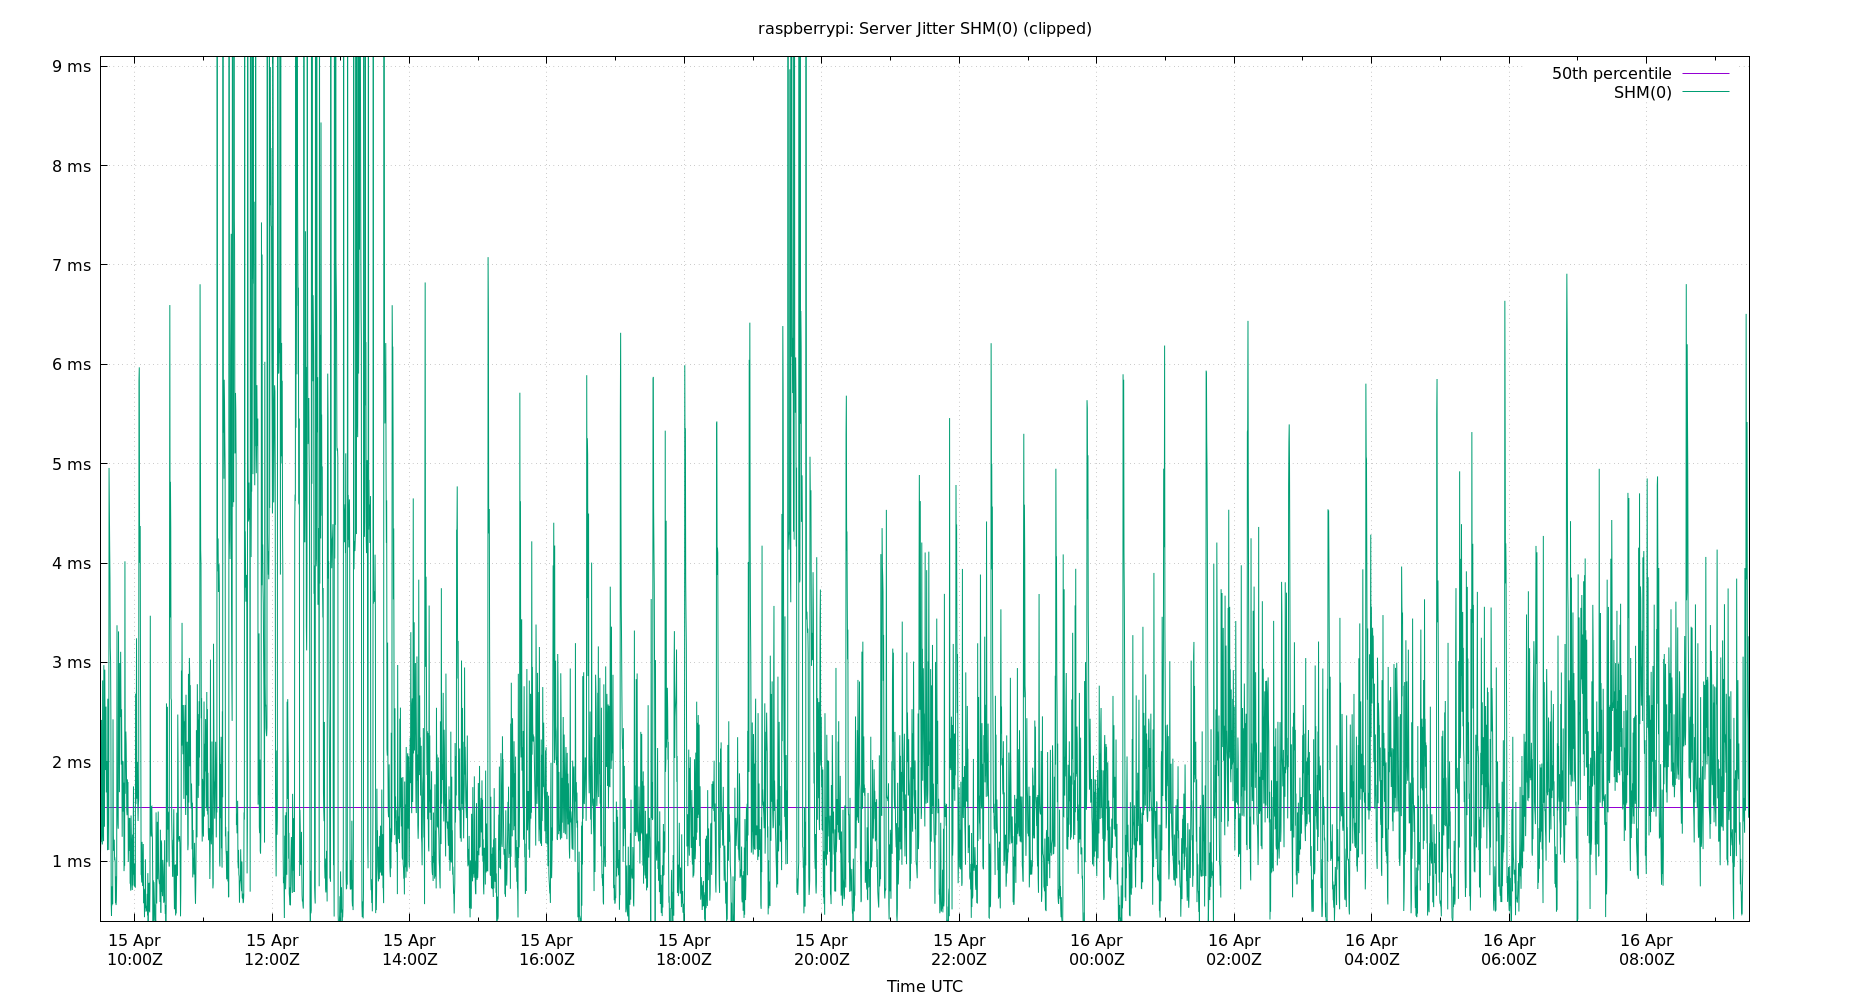 raspberrypi: Server Jitter SHM(0) (clipped)
50th percentile
SHM(0)
9 ms
8 ms
7 ms
6 ms
5 ms
4 ms
3 ms
2 ms
1 ms
15 Apr 15 Apr 15 Apr 15 Apr 15 Apr 15 Apr 15 Apr 16 Apr 16 Apr 16 Apr 16 Apr 16 Apr
10:00Z 12:00Z 14:00Z 16:00Z 18:00Z 20:00Z 22:00Z 00:00Z 02:00Z 04:00Z 06:00Z 08:00Z
Time UTC